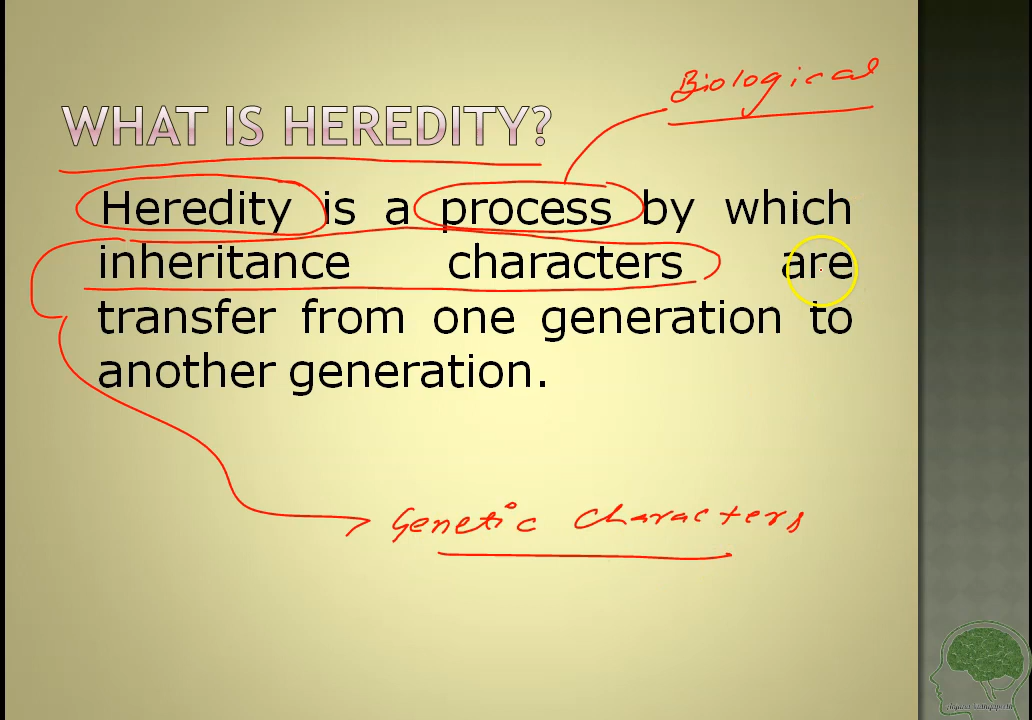 Biological
WHAT IS HEREDITY?
Heredity is a process by which
inheritance characters are
transfer from one generation to
another generation.
Genetic Characters